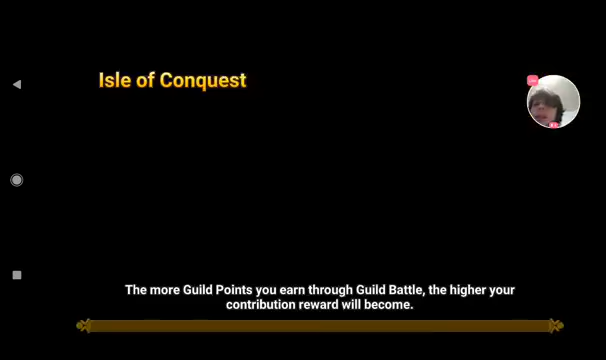 Isle of Conquest
The more Guild Points you earn through Guild Battle, the higher your
contribution reward will become.